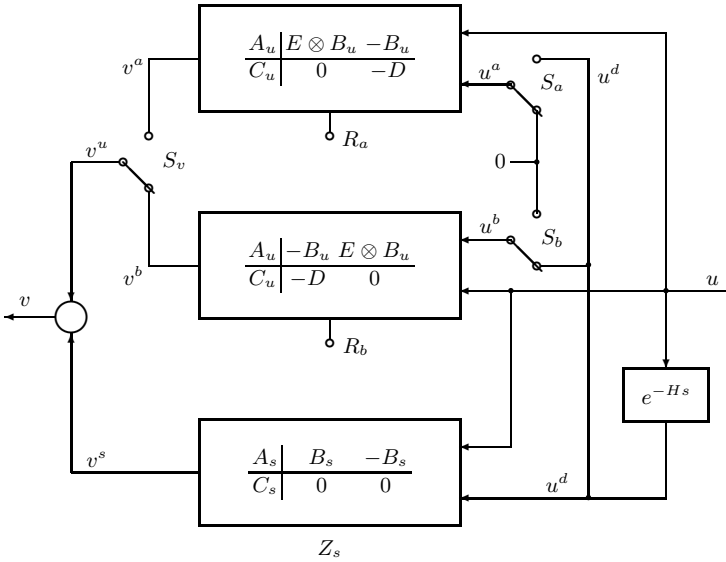 A_u E ⊗ B_u −B_u
C_u 0 −D
v^a
u^a
S_a
u^d
R_a
v^u
S_v
0
A_u −B_u E ⊗ B_u
C_u −D 0
u^b
S_b
v^b
v
u
R_b
e^{−Hs}
A_s B_s −B_s
C_s 0 0
v^s
u^d
Z_s